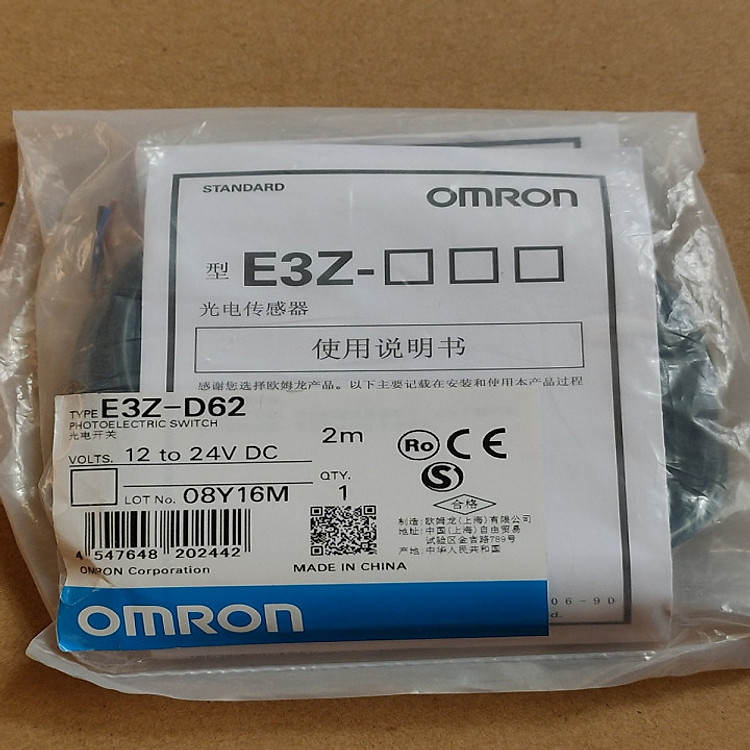 STANDARD
OMRON
型 E3Z-□□□
光电传感器
使用说明书
感谢您选择欧姆龙产品。以下主要记载在安装和使用本产品过程
TYPE E3Z-D62
PHOTOELECTRIC SWITCH
光电开关
2m
VOLTS. 12 to 24V DC
QTY.
LOT No. 08Y16M
1
Ro CE
S
合格
制造: 欧姆龙(上海)有限公司
地址: 中国(上海)自由贸易
试验区金吉路789号
产地: 中华人民共和国
4 547648 202442
OMRON Corporation
MADE IN CHINA
OMRON
06-9D
d.